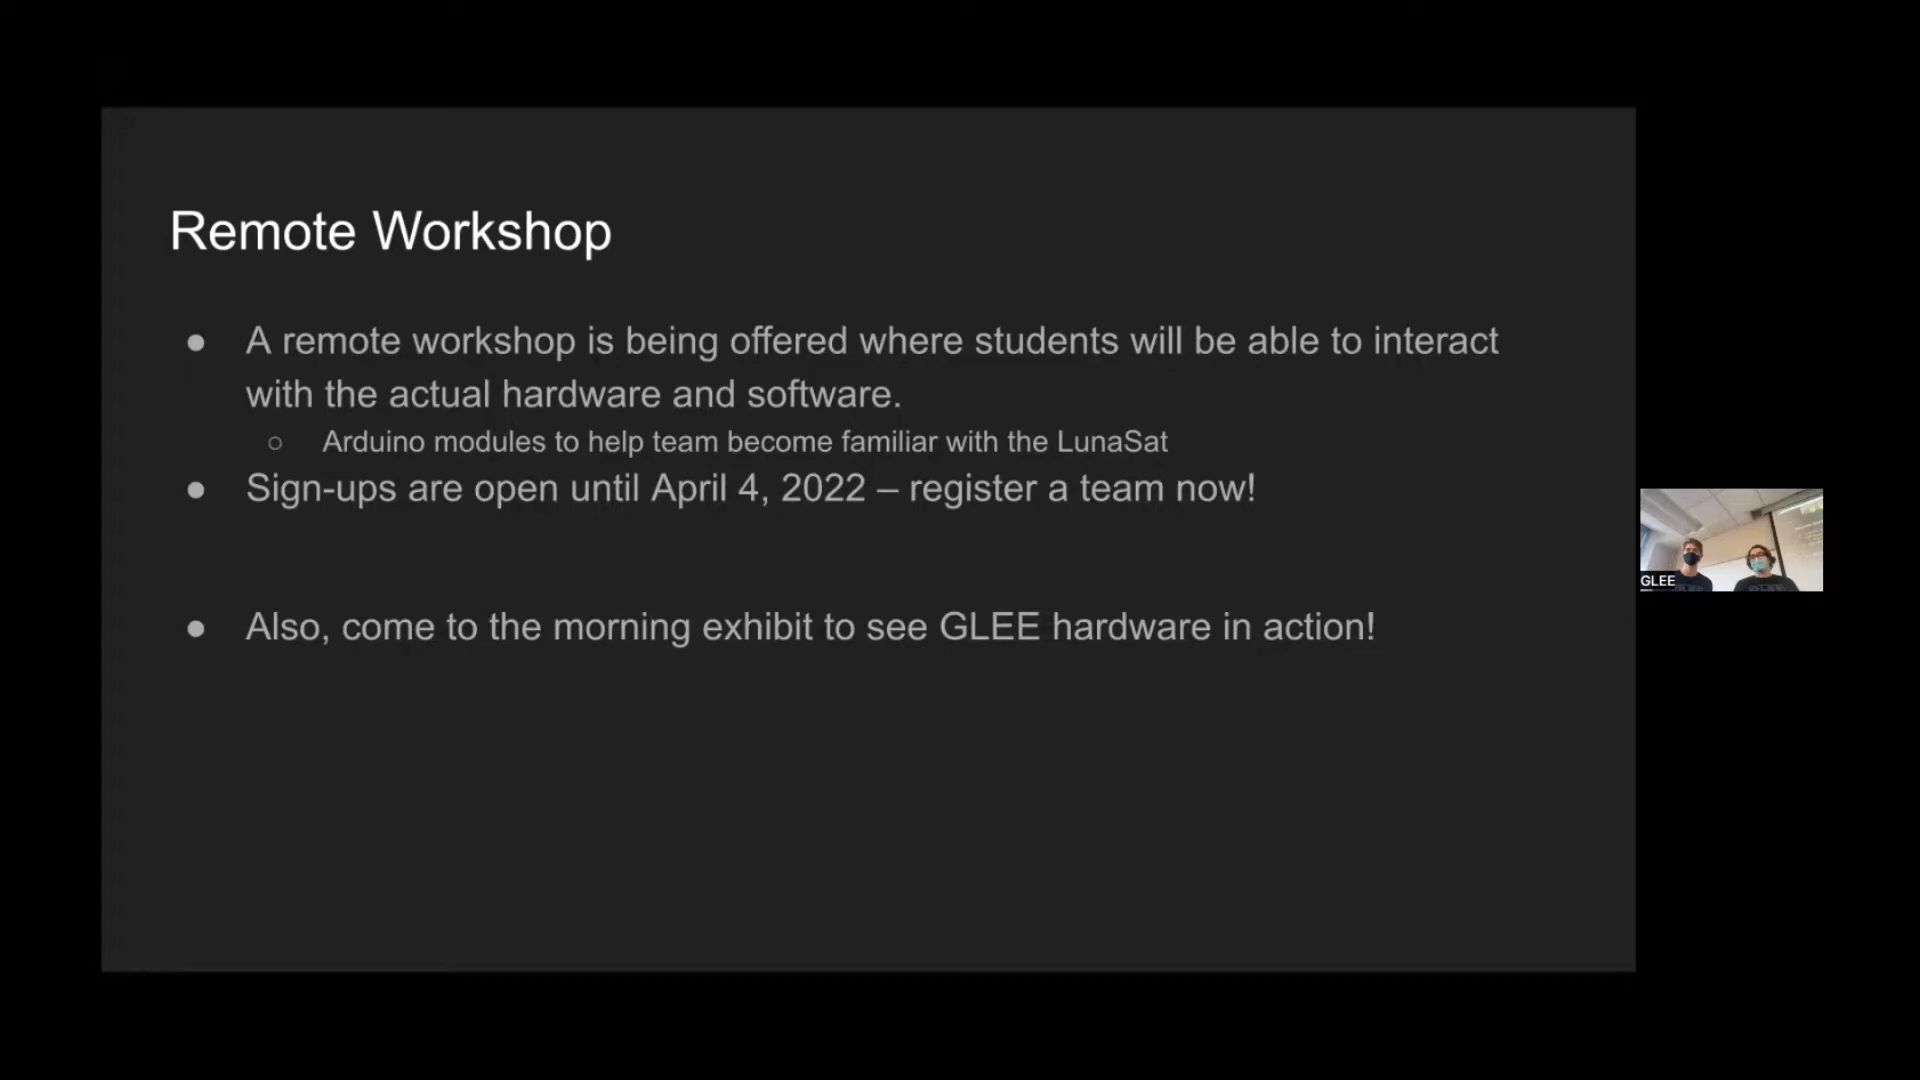 Remote Workshop
● A remote workshop is being offered where students will be able to interact
with the actual hardware and software.
○ Arduino modules to help team become familiar with the LunaSat
● Sign-ups are open until April 4, 2022 – register a team now!
● Also, come to the morning exhibit to see GLEE hardware in action!
GLEE